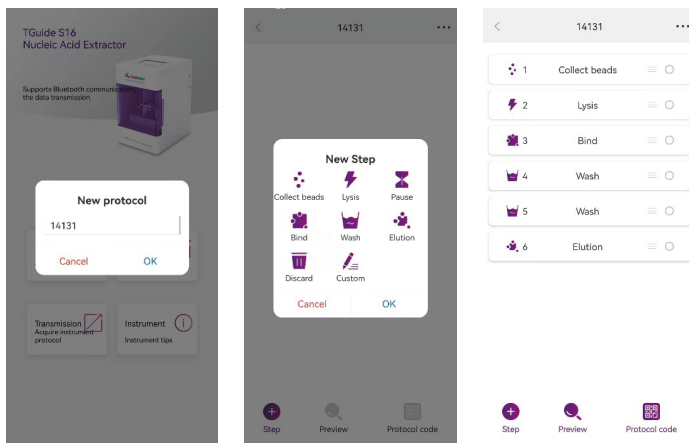 TGuide S16
Nucleic Acid Extractor
Supports Bluetooth communication,
the data transmission
New protocol
14131
Cancel OK
Transmission
Acquire instrument
protocol
Instrument
Instrument tips
14131
New Step
Collect beads Lysis Pause
Bind Wash Elution
Discard Custom
Cancel OK
Step Preview Protocol code
14131
1 Collect beads
2 Lysis
3 Bind
4 Wash
5 Wash
6 Elution
Step Preview Protocol code